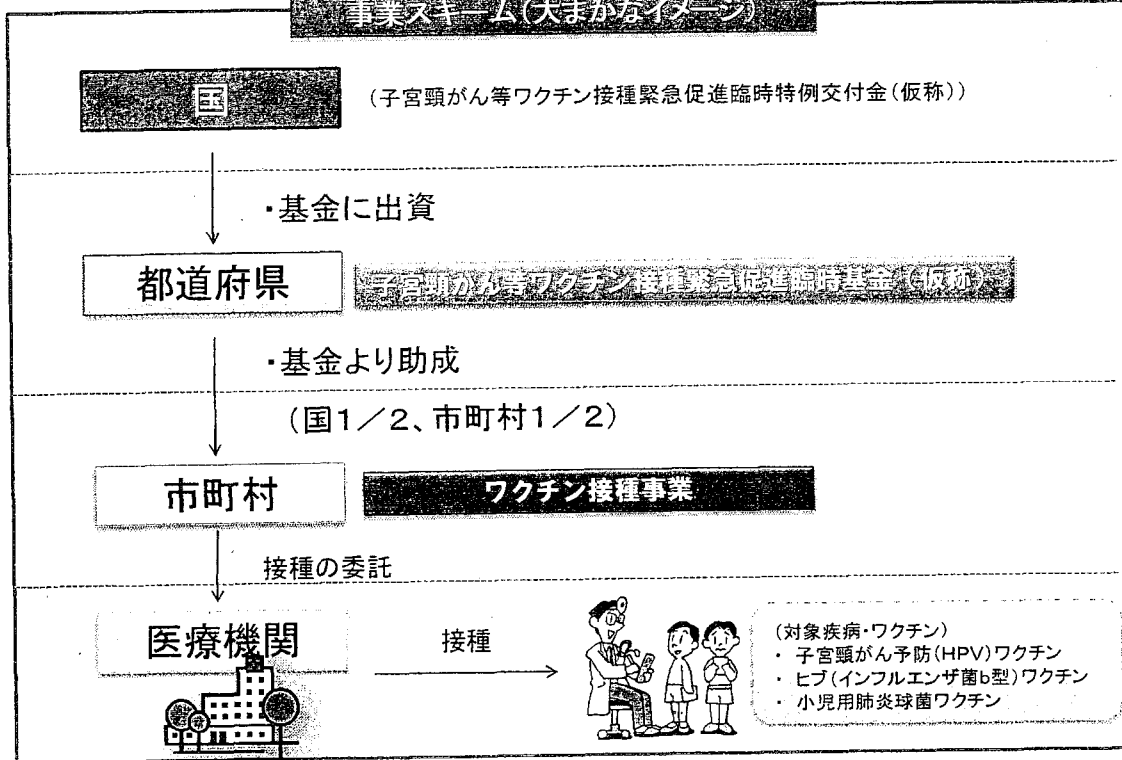 事業スキーム(大まかなイメージ)
国
(子宮頸がん等ワクチン接種緊急促進臨時特例交付金(仮称))
・基金に出資
都道府県
子宮頸がん等ワクチン接種緊急促進臨時基金(仮称)
・基金より助成
(国1/2、市町村1/2)
市町村
ワクチン接種事業
接種の委託
医療機関
接種
(対象疾病・ワクチン)
・ 子宮頸がん予防(HPV)ワクチン
・ ヒブ(インフルエンザ菌b型)ワクチン
・ 小児用肺炎球菌ワクチン